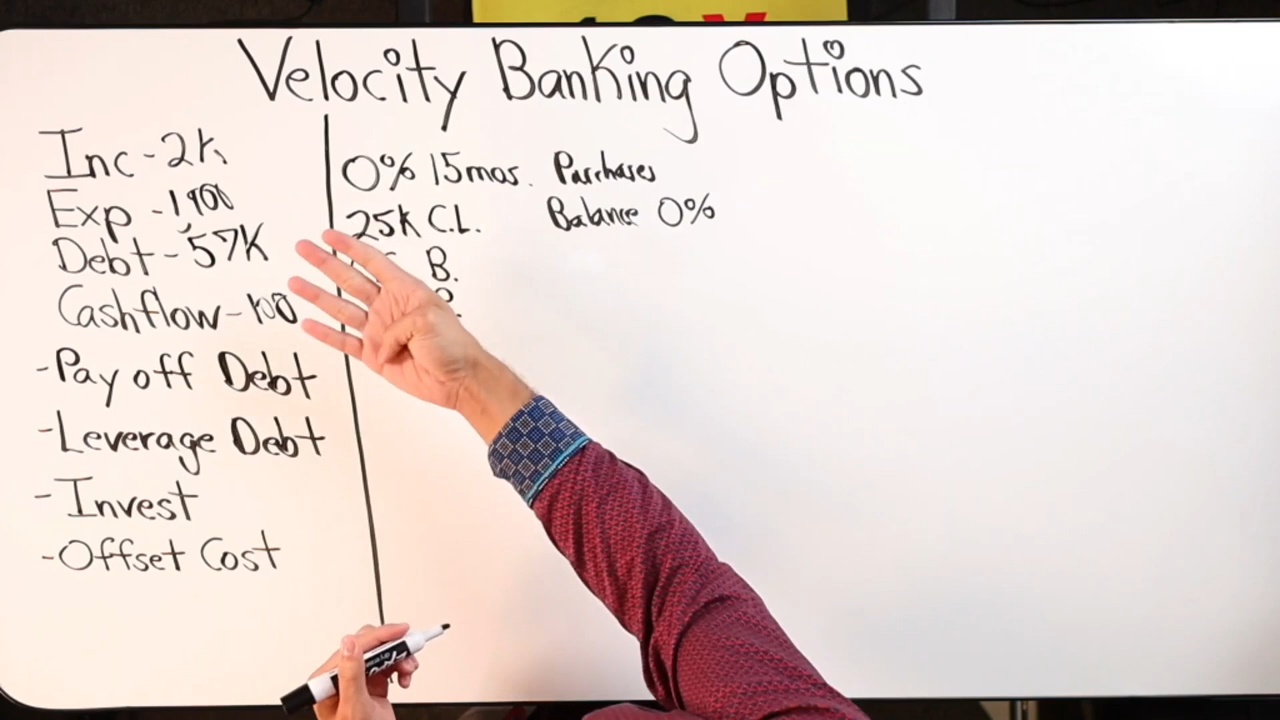 Velocity Banking Options
Inc - 2k
Exp - 1900
Debt - 57K
Cashflow - 100
- Pay off Debt
- Leverage Debt
- Invest
- Offset Cost
0% 15mos. Purchases
25K C.L. Balance 0%
B.